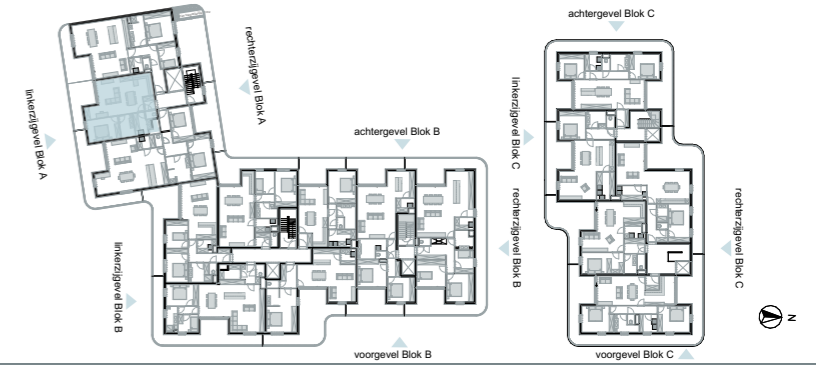 achtergevel Blok C
rechterzijgevel Blok A
linkerzijgevel Blok A
achtergevel Blok B
linkerzijgevel Blok C
rechterzijgevel Blok B
rechterzijgevel Blok C
linkerzijgevel Blok B
N
voorgevel Blok B
voorgevel Blok C